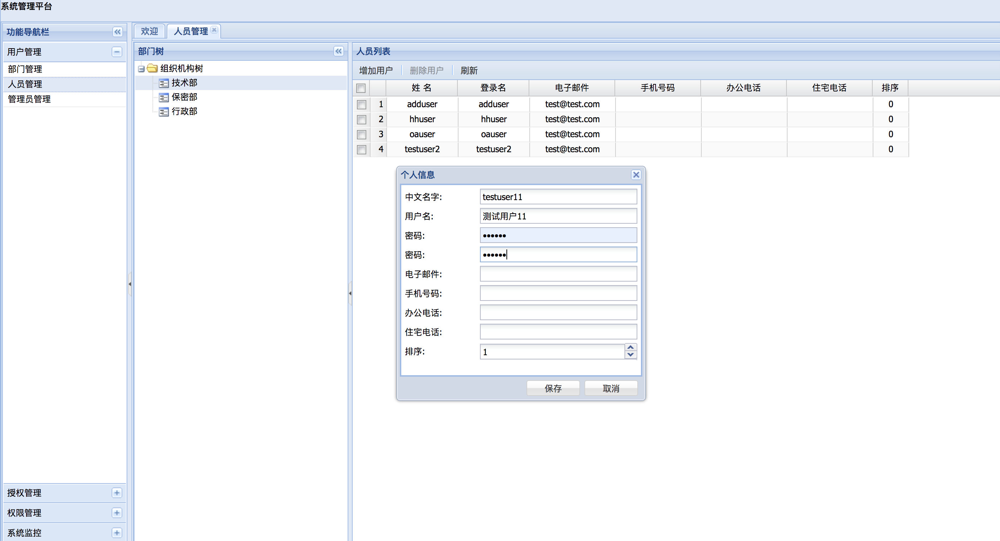 系统管理平台
功能导航栏
用户管理
部门管理
人员管理
管理员管理
授权管理
权限管理
系统监控
欢迎 人员管理
部门树
组织机构树
技术部
保密部
行政部
人员列表
增加用户 删除用户 刷新
姓 名 登录名 电子邮件 手机号码 办公电话 住宅电话 排序
1 adduser adduser test@test.com 0
2 hhuser hhuser test@test.com 0
3 oauser oauser test@test.com 0
4 testuser2 testuser2 test@test.com 0
个人信息
中文名字: testuser11
用户名: 测试用户11
密码: ••••••
密码: ••••••
电子邮件:
手机号码:
办公电话:
住宅电话:
排序: 1
保存 取消